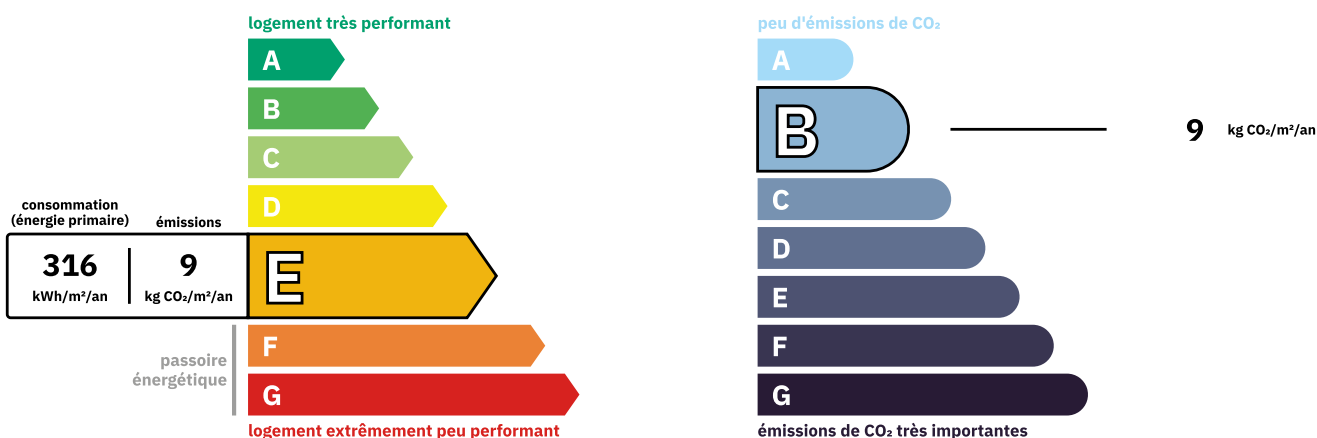 logement très performant
A
B
C
D
consommation
(énergie primaire)
émissions
316
kWh/m²/an
9
kg CO₂/m²/an
E
F
passoire
énergétique
G
logement extrêmement peu performant
peu d'émissions de CO₂
A
B
9
kg CO₂/m²/an
C
D
E
F
G
émissions de CO₂ très importantes